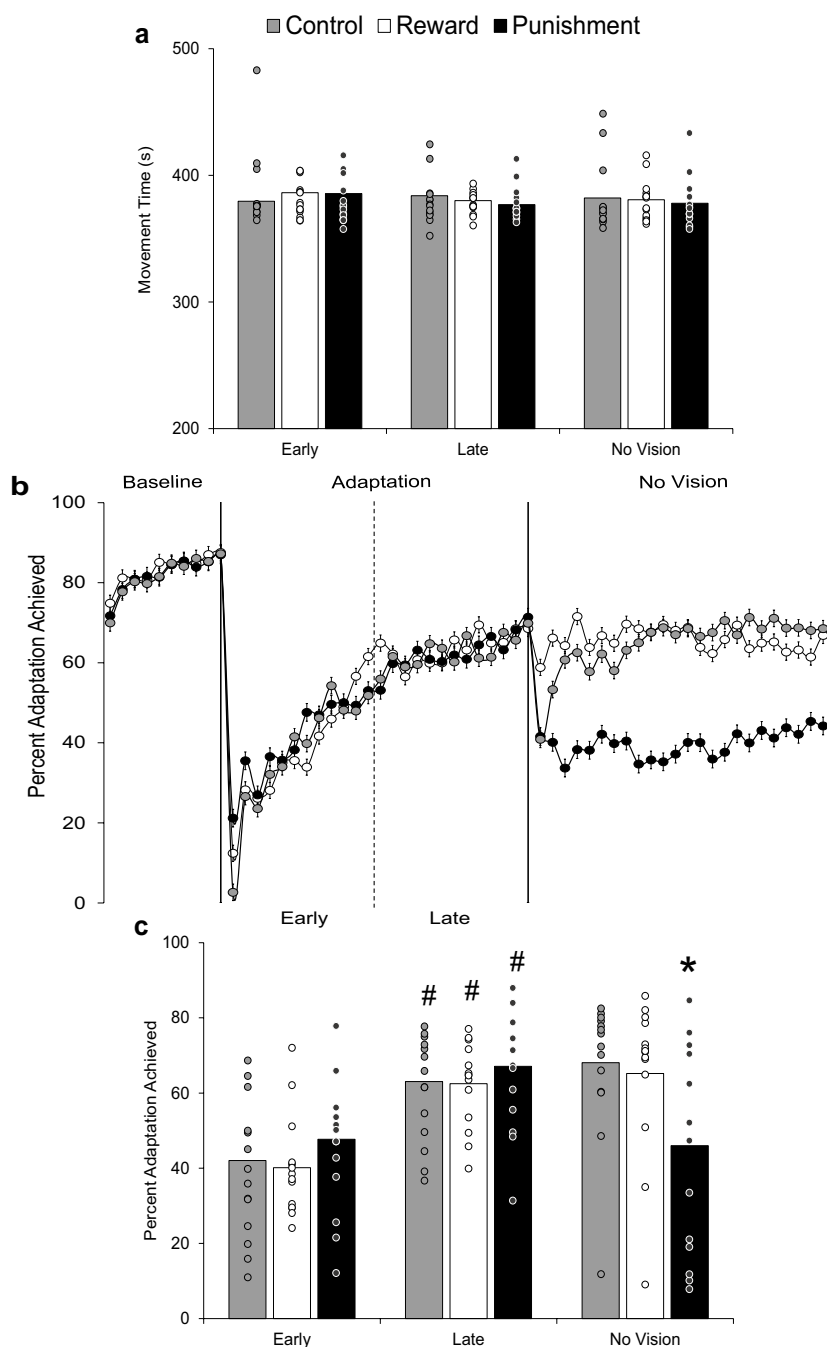 a
Control Reward Punishment
500
400
300
200
Movement Time (s)
Early Late No Vision
b
Baseline Adaptation No Vision
100
80
60
40
20
0
Percent Adaptation Achieved
Early Late
c
100
80
60
40
20
0
Percent Adaptation Achieved
# # # *
Early Late No Vision